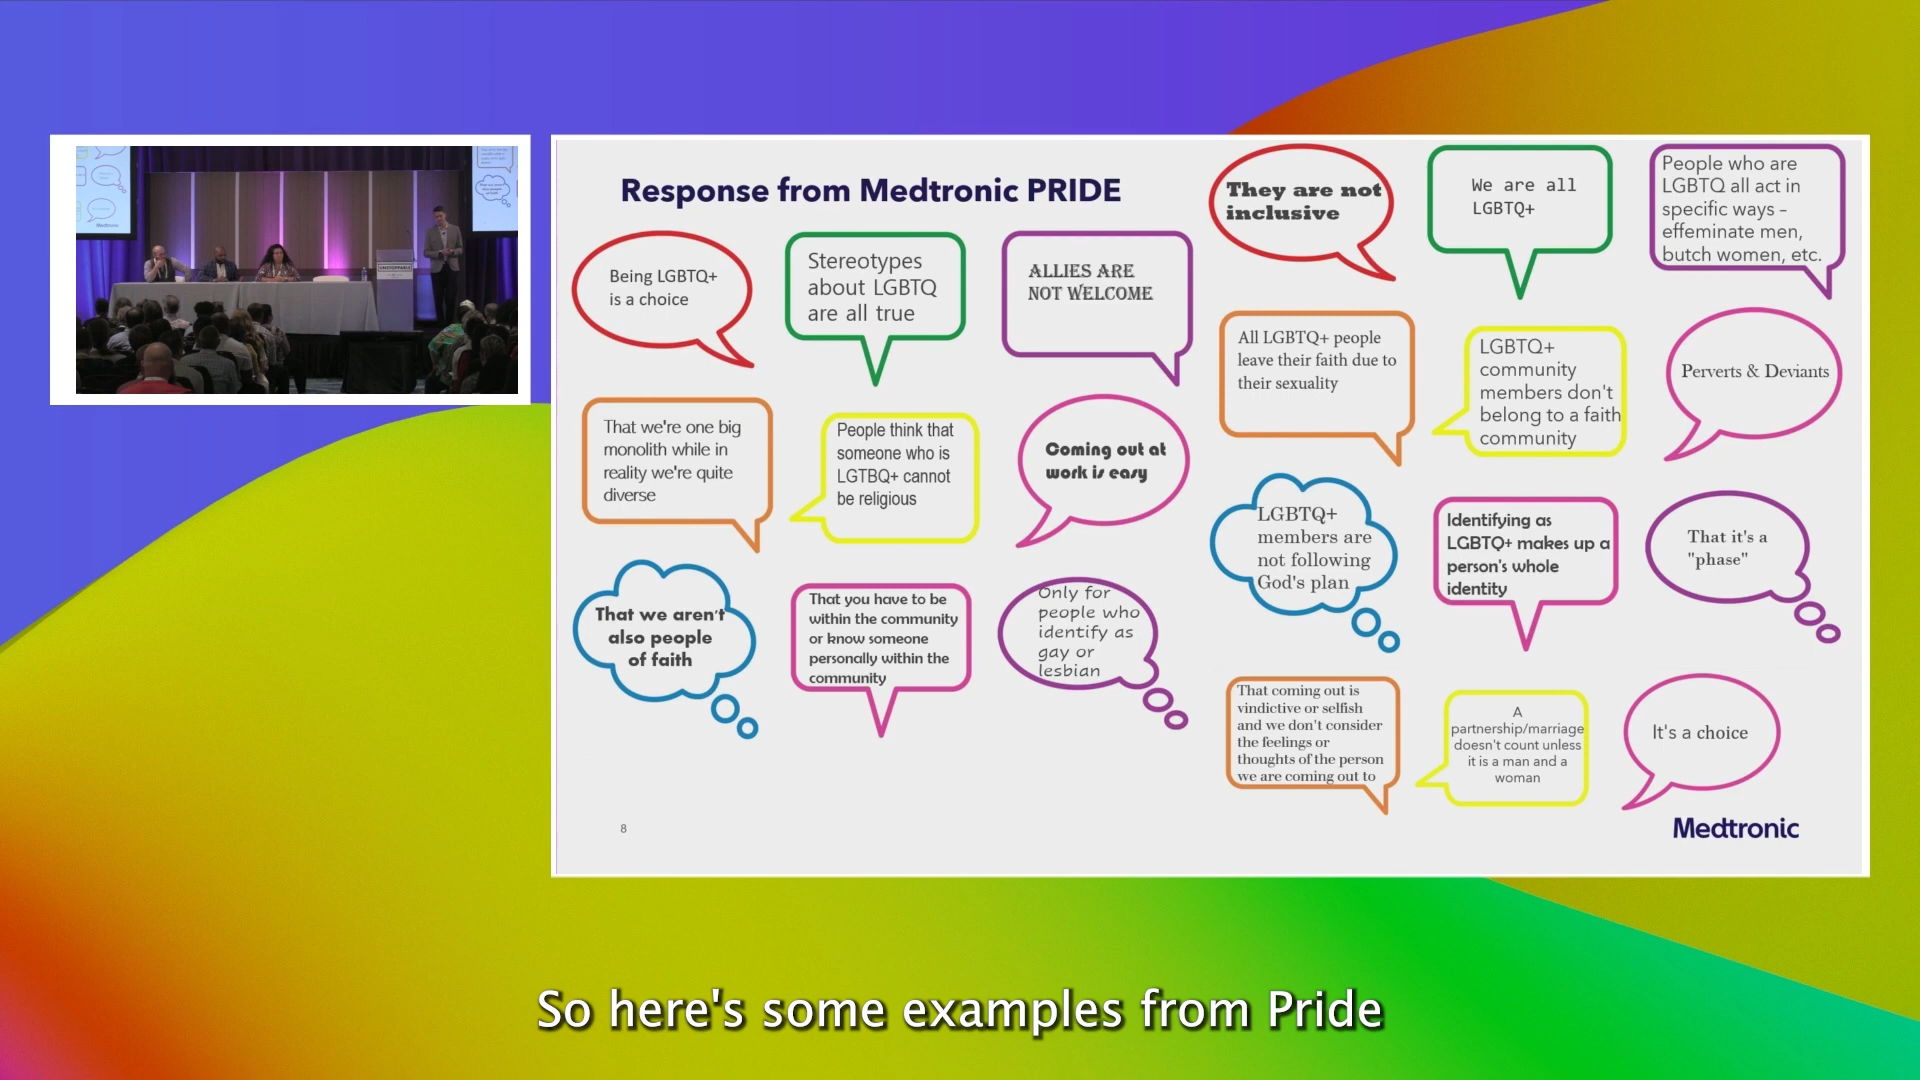 Response from Medtronic PRIDE
Being LGBTQ+
is a choice
Stereotypes
about LGBTQ
are all true
ALLIES ARE
NOT WELCOME
They are not
inclusive
We are all
LGBTQ+
People who are
LGBTQ all act in
specific ways –
effeminate men,
butch women, etc.
That we're one big
monolith while in
reality we're quite
diverse
People think that
someone who is
LGTBQ+ cannot
be religious
Coming out at
work is easy
All LGBTQ+ people
leave their faith due to
their sexuality
LGBTQ+
community
members don't
belong to a faith
community
Perverts & Deviants
That we aren't
also people
of faith
That you have to be
within the community
or know someone
personally within the
community
Only for
people who
identify as
gay or
lesbian
LGBTQ+
members are
not following
God's plan
Identifying as
LGBTQ+ makes up a
person's whole
identity
That it's a
"phase"
That coming out is
vindictive or selfish
and we don't consider
the feelings or
thoughts of the person
we are coming out to
A
partnership/marriage
doesn't count unless
it is a man and a
woman
It's a choice
8
Medtronic
UNSTOPPABLE
So here's some examples from Pride